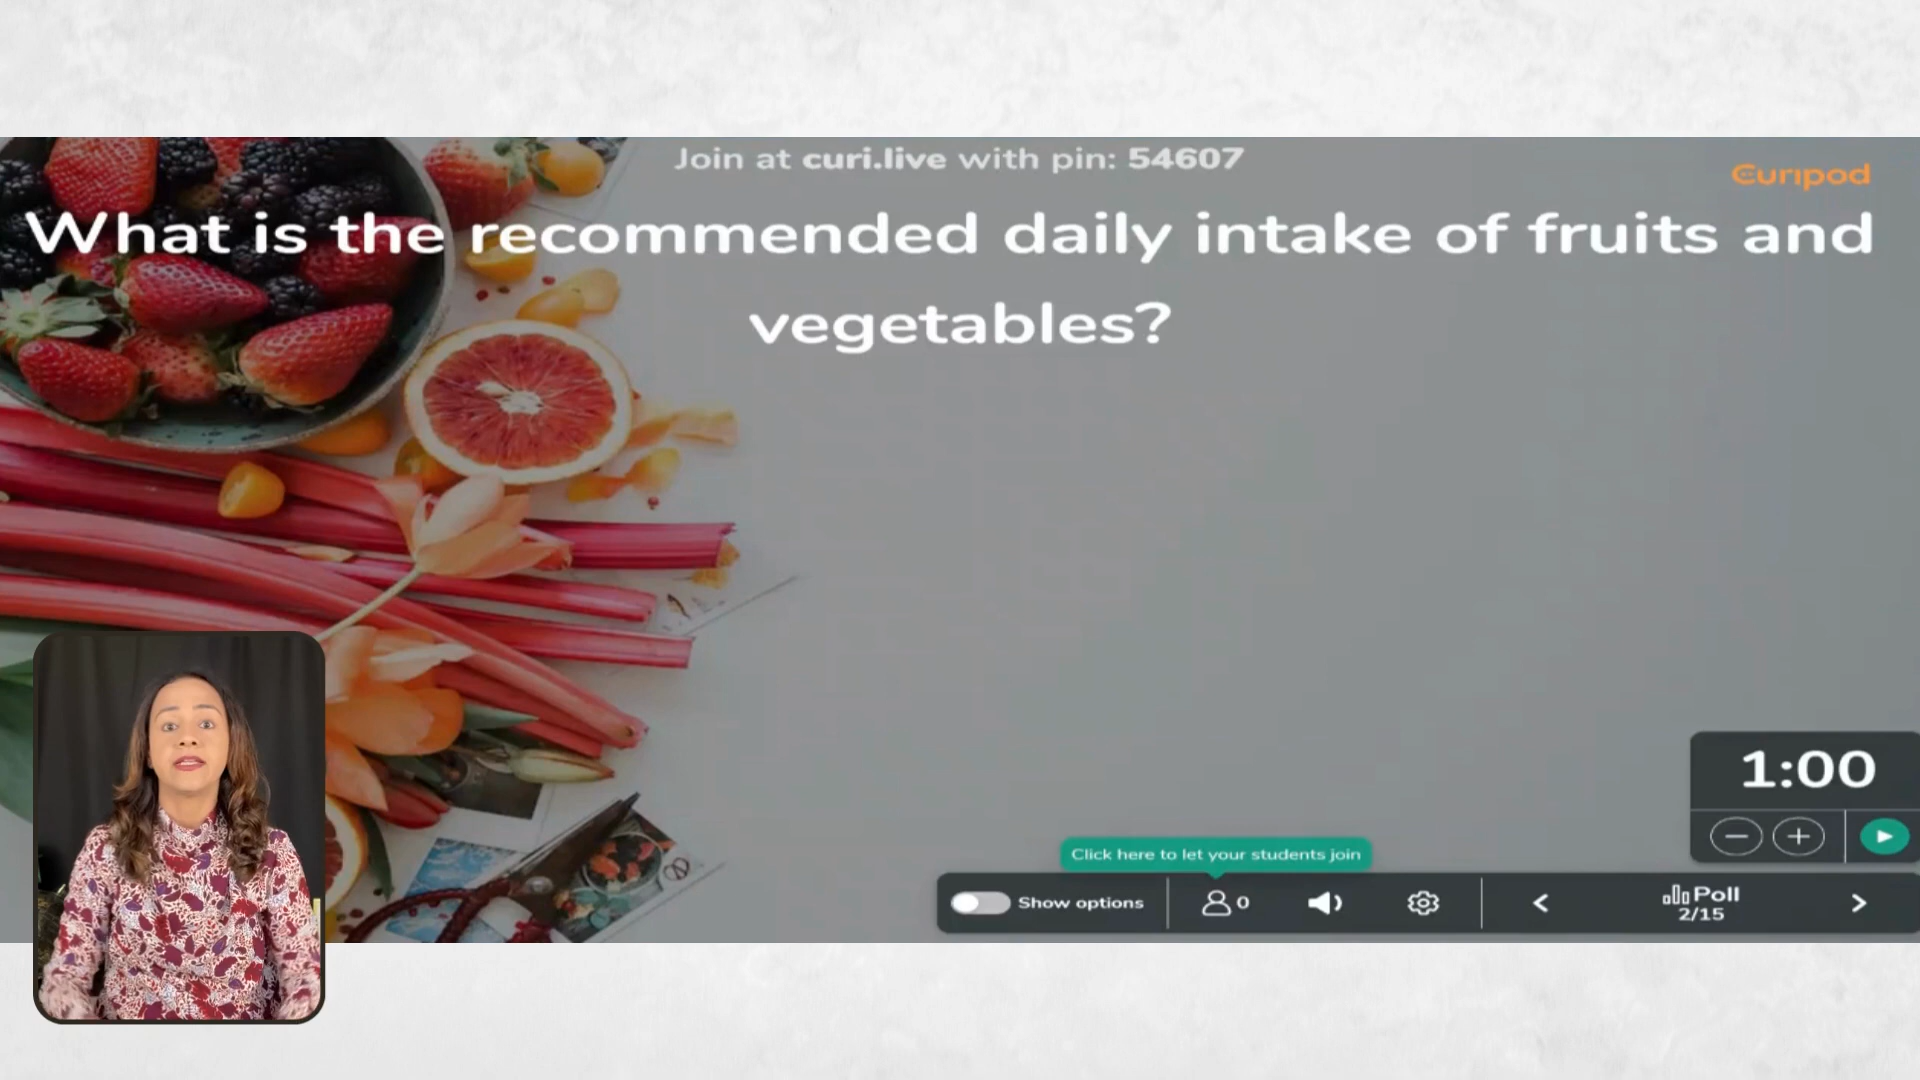 Join at curi.live with pin: 54607
Curipod
What is the recommended daily intake of fruits and
vegetables?
1:00
Click here to let your students join
Show options
0
Poll
2/15